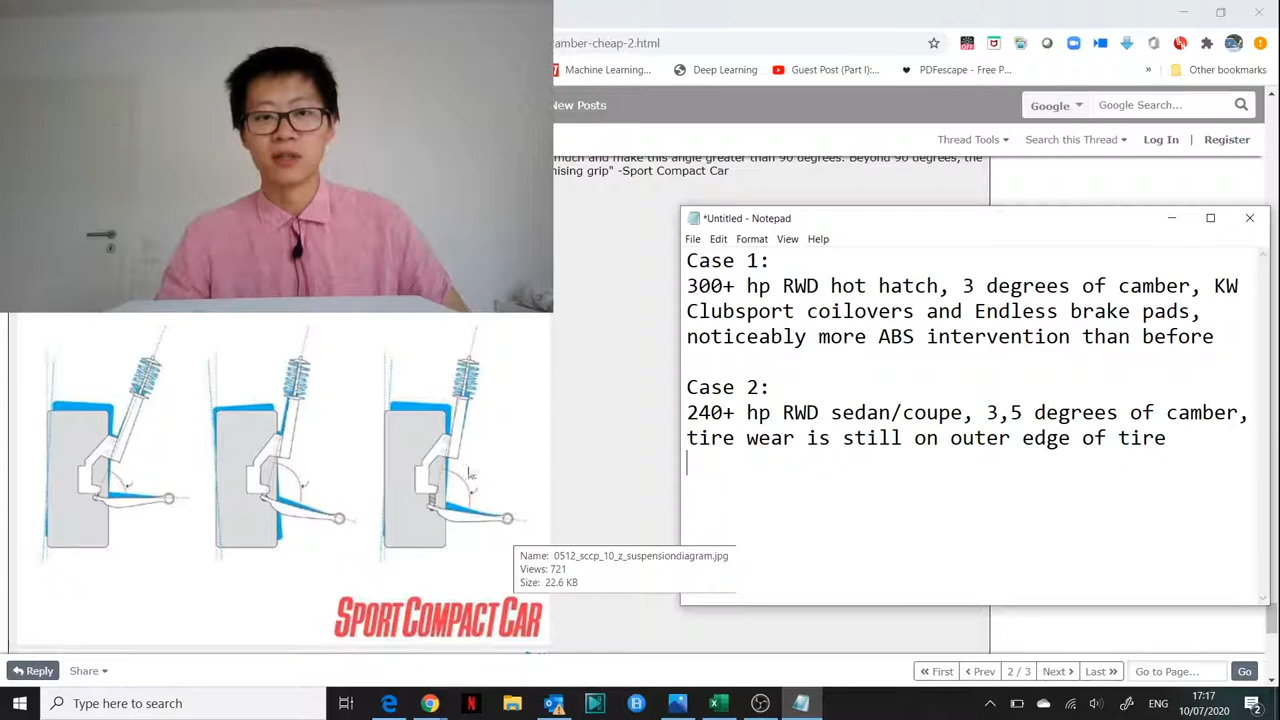 amber-cheap-2.html
Machine Learning...
Deep Learning
Guest Post (Part I):...
PDFescape - Free P...
»
Other bookmarks
New Posts
Google
Google Search...
Thread Tools
Search this Thread
Log In
|
Register
much and make this angle greater than 90 degrees. Beyond 90 degrees, the
nising grip" -Sport Compact Car
*Untitled - Notepad
File Edit Format View Help
Case 1:
300+ hp RWD hot hatch, 3 degrees of camber, KW
Clubsport coilovers and Endless brake pads,
noticeably more ABS intervention than before
Case 2:
240+ hp RWD sedan/coupe, 3,5 degrees of camber,
tire wear is still on outer edge of tire
Name: 0512_sccp_10_z_suspensiondiagram.jpg
Views: 721
Size: 22.6 KB
SPORT COMPACT CAR
Reply
Share
«First
‹ Prev
2 / 3
Next ›
Last »
Go to Page...
Go
Type here to search
17:17
10/07/2020
2